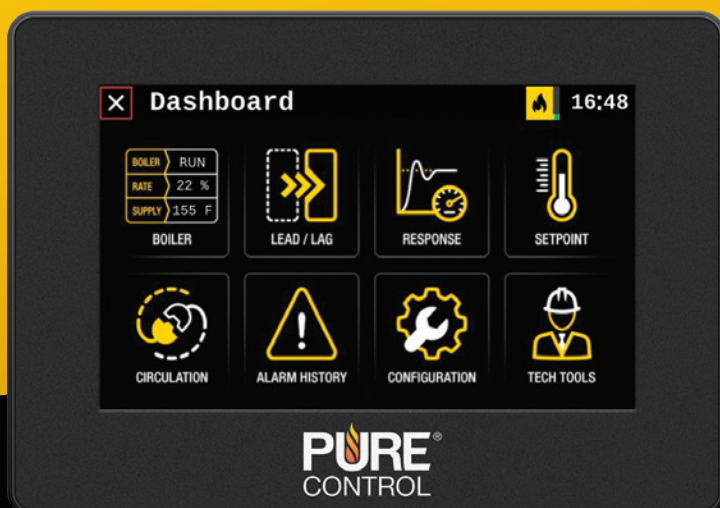 X Dashboard 16:48
BOILER RUN
RATE 22 %
SUPPLY 155 F
BOILER LEAD / LAG RESPONSE SETPOINT
CIRCULATION ALARM HISTORY CONFIGURATION TECH TOOLS
PURE®
CONTROL